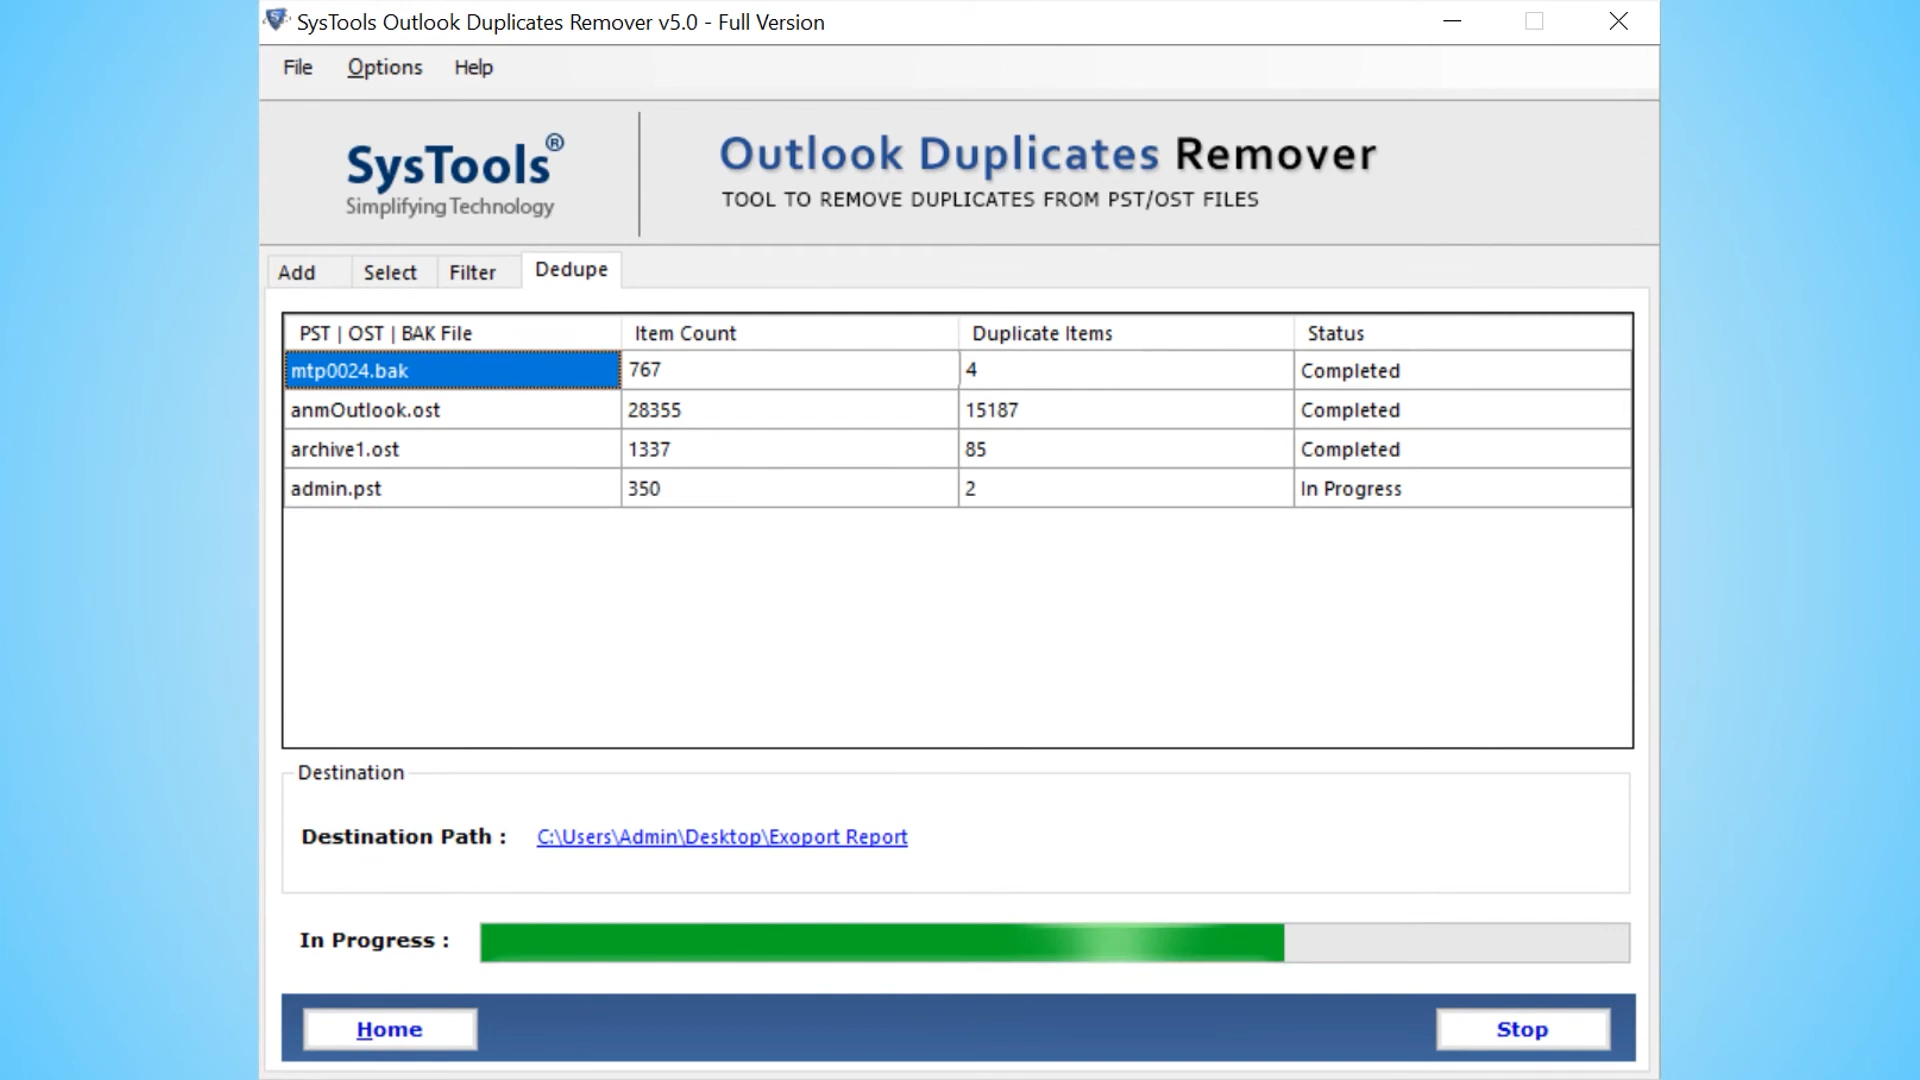 SysTools Outlook Duplicates Remover v5.0 - Full Version
File Options Help
SysTools®
Simplifying Technology
Outlook Duplicates Remover
TOOL TO REMOVE DUPLICATES FROM PST/OST FILES
Add Select Filter Dedupe
PST | OST | BAK File Item Count Duplicate Items Status
mtp0024.bak 767 4 Completed
anmOutlook.ost 28355 15187 Completed
archive1.ost 1337 85 Completed
admin.pst 350 2 In Progress
Destination
Destination Path : C:\Users\Admin\Desktop\Exoport Report
In Progress :
Home Stop